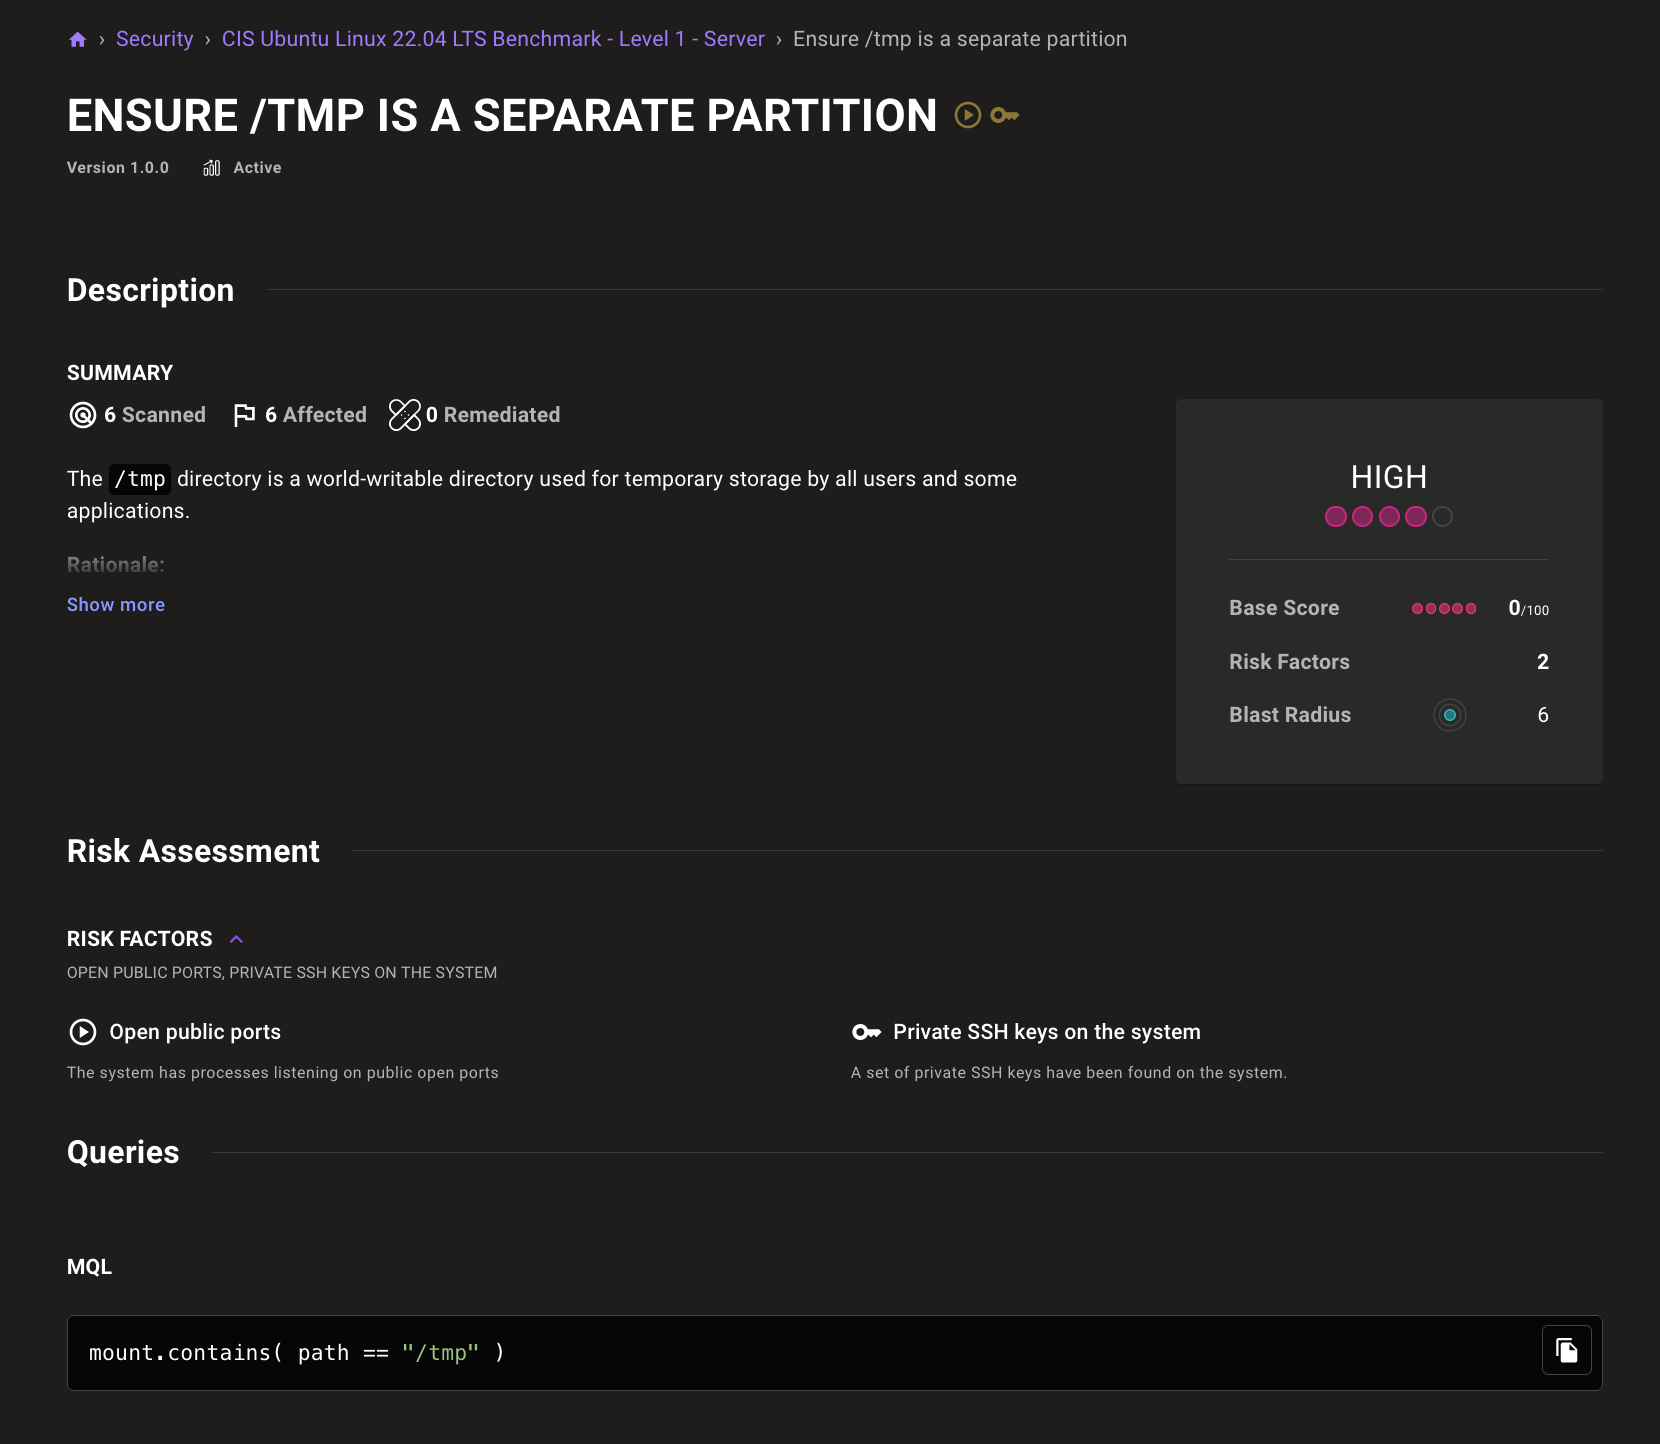 › Security › CIS Ubuntu Linux 22.04 LTS Benchmark - Level 1 - Server › Ensure /tmp is a separate partition
ENSURE /TMP IS A SEPARATE PARTITION
Version 1.0.0 Active
Description
SUMMARY
6 Scanned 6 Affected 0 Remediated
The /tmp directory is a world-writable directory used for temporary storage by all users and some
applications.
Rationale:
Show more
HIGH
Base Score 0/100
Risk Factors 2
Blast Radius 6
Risk Assessment
RISK FACTORS
OPEN PUBLIC PORTS, PRIVATE SSH KEYS ON THE SYSTEM
Open public ports
The system has processes listening on public open ports
Private SSH keys on the system
A set of private SSH keys have been found on the system.
Queries
MQL
mount.contains( path == "/tmp" )